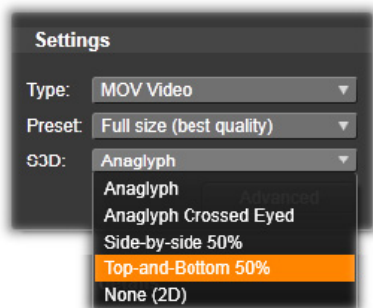 Settings
Type: MOV Video
Preset: Full size (best quality)
S3D: Anaglyph
Anaglyph
Advanced
Anaglyph Crossed Eyed
Side-by-side 50%
Top-and-Bottom 50%
None (2D)